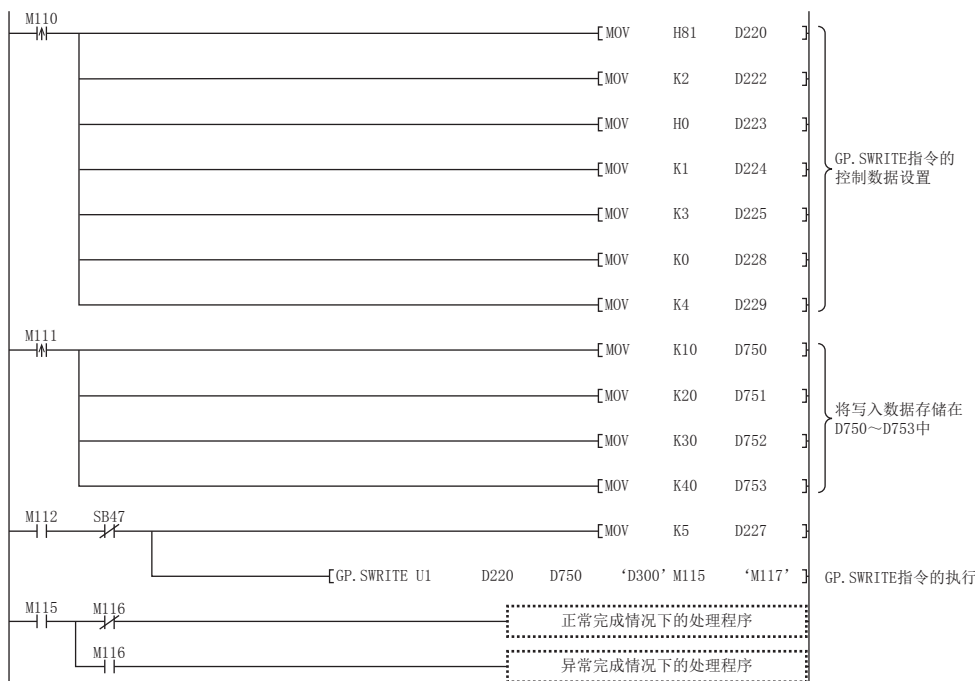 M110
MOV H81 D220
MOV K2 D222
MOV H0 D223
MOV K1 D224
MOV K3 D225
MOV K0 D228
MOV K4 D229
GP.SWRITE指令的
控制数据设置
M111
MOV K10 D750
MOV K20 D751
MOV K30 D752
MOV K40 D753
将写入数据存储在
D750～D753中
M112 SB47
MOV K5 D227
GP.SWRITE U1 D220 D750 ‘D300’ M115 ‘M117’
GP.SWRITE指令的执行
M115 M116
正常完成情况下的处理程序
M116
异常完成情况下的处理程序